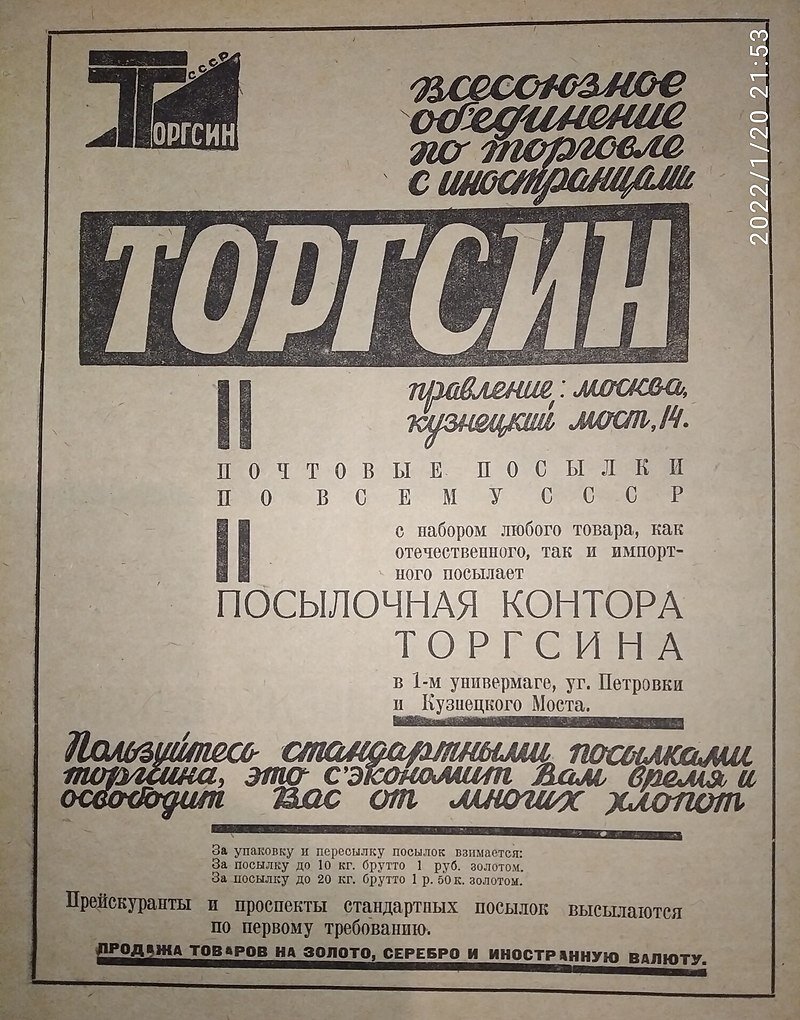 СССР
ТОРГСИН
всесоюзное
об'единение
по торговле
с иностранцами
ТОРГСИН
правление: москва,
кузнецкий мост, 14.
ПОЧТОВЫЕ ПОСЫЛКИ
ПО ВСЕМУ СССР
с набором любого товара, как
отечественного, так и импорт-
ного посылает
ПОСЫЛОЧНАЯ КОНТОРА
ТОРГСИНА
в 1-м универмаге, уг. Петровки
и Кузнецкого Моста.
Пользуйтесь стандартными посылками
торгсина, это с'экономит Вам время и
освободит Вас от многих хлопот
За упаковку и пересылку посылок взимается:
За посылку до 10 кг. брутто 1 руб. золотом.
За посылку до 20 кг. брутто 1 р. 50 к. золотом.
Прейскуранты и проспекты стандартных посылок высылаются
по первому требованию.
ПРОДАЖА ТОВАРОВ НА ЗОЛОТО, СЕРЕБРО И ИНОСТРАННУЮ ВАЛЮТУ.
2022/1/20 21:53